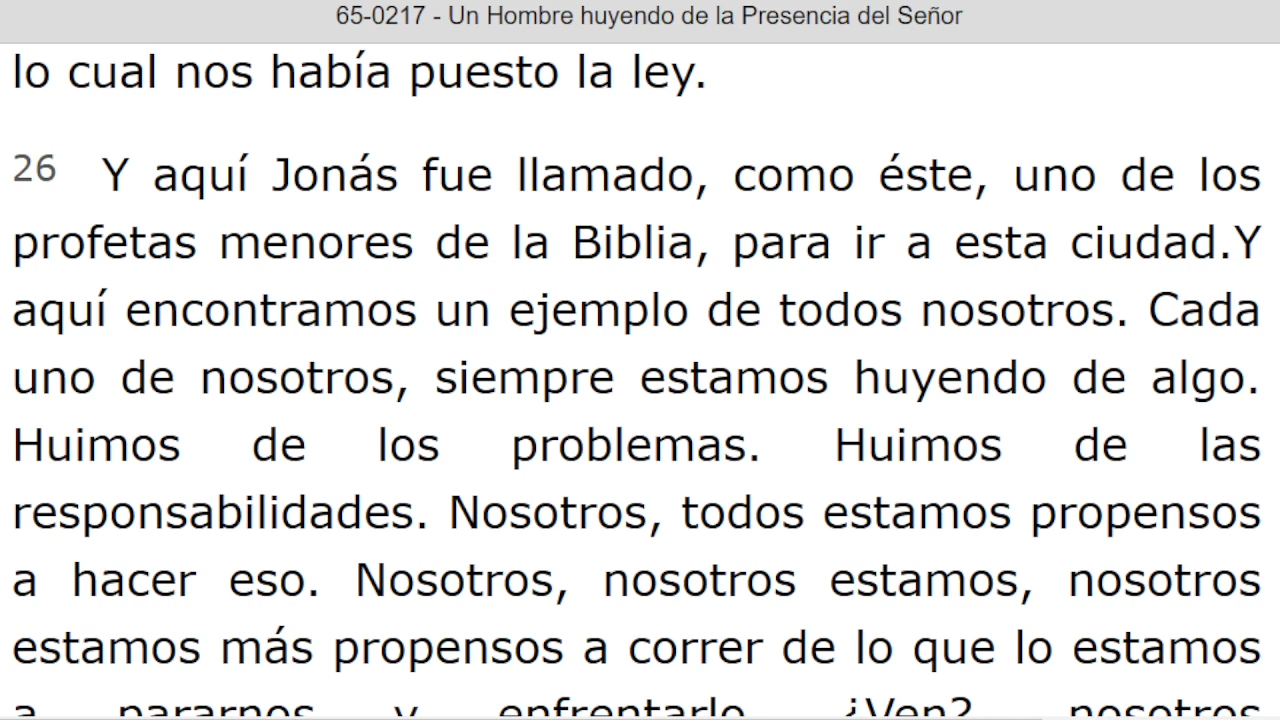 65-0217 - Un Hombre huyendo de la Presencia del Señor
lo cual nos había puesto la ley.
26 Y aquí Jonás fue llamado, como éste, uno de los
profetas menores de la Biblia, para ir a esta ciudad.Y
aquí encontramos un ejemplo de todos nosotros. Cada
uno de nosotros, siempre estamos huyendo de algo.
Huimos de los problemas. Huimos de las
responsabilidades. Nosotros, todos estamos propensos
a hacer eso. Nosotros, nosotros estamos, nosotros
estamos más propensos a correr de lo que lo estamos
a pararnos y enfrentarlo. ¿Ven? nosotros